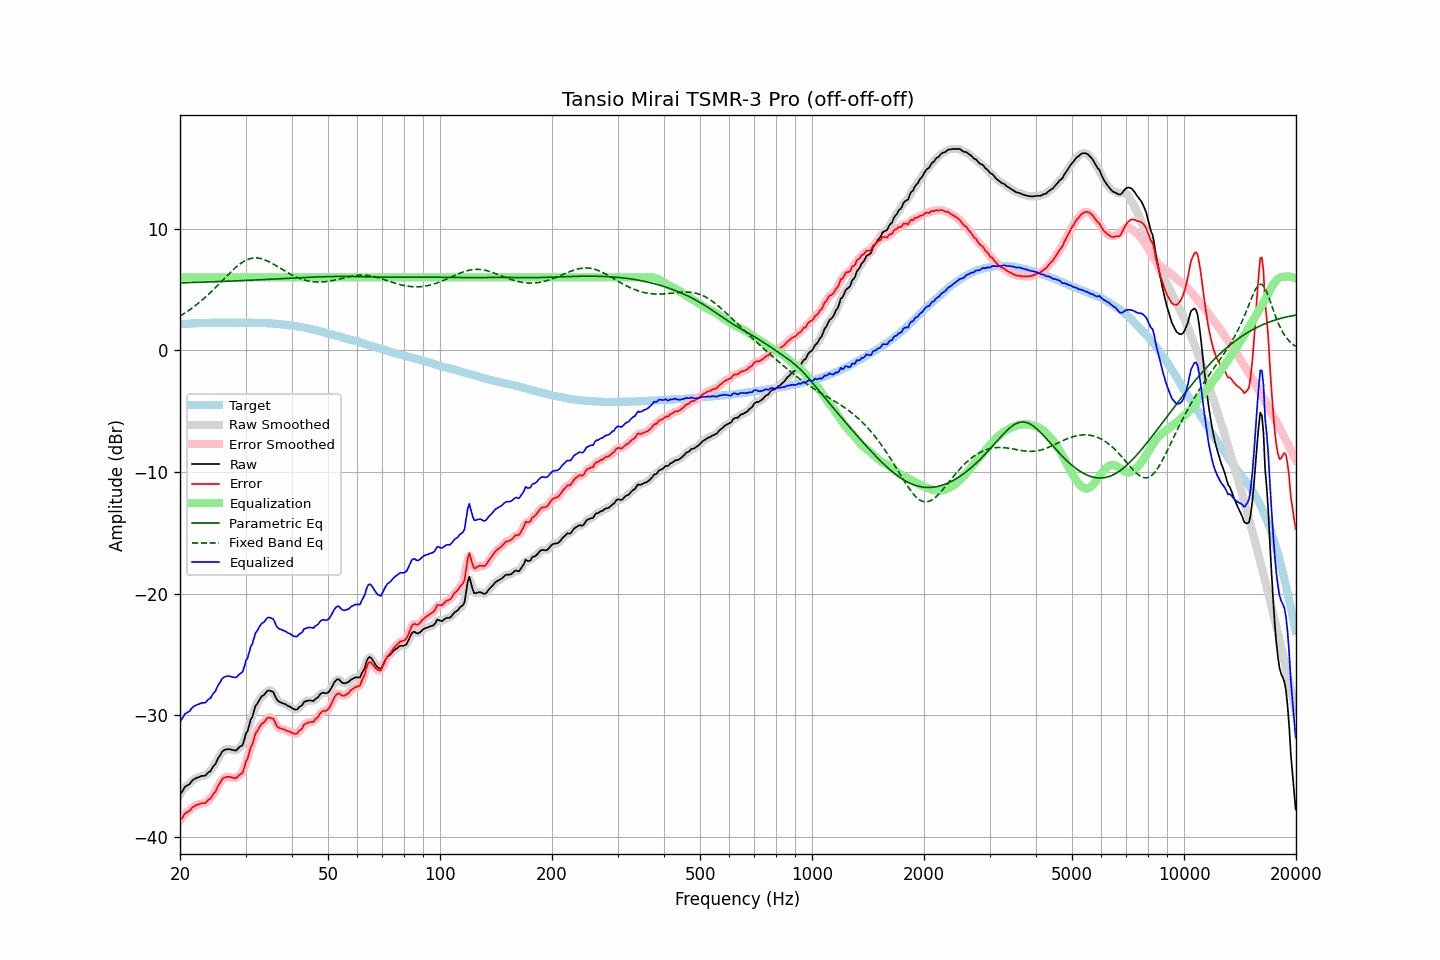 Tansio Mirai TSMR-3 Pro (off-off-off)
Amplitude (dBr)
10
0
−10
−20
−30
−40
Target
Raw Smoothed
Error Smoothed
Raw
Error
Equalization
Parametric Eq
Fixed Band Eq
Equalized
20 50 100 200 500 1000 2000 5000 10000 20000
Frequency (Hz)